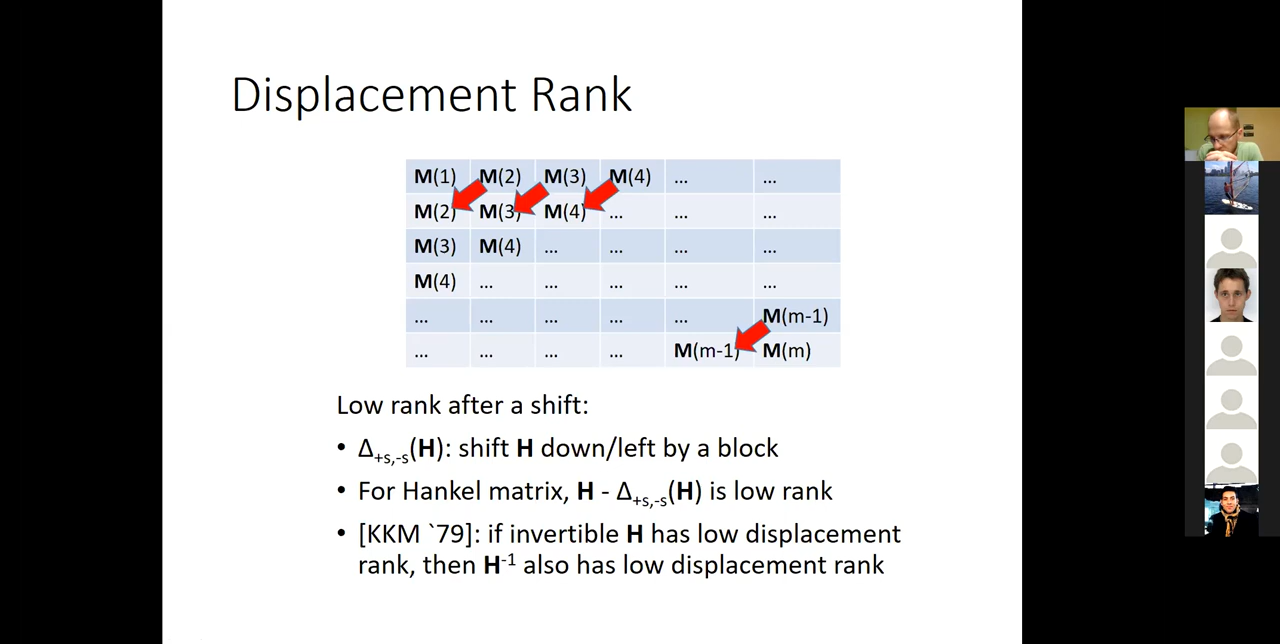 Displacement Rank
M(1) M(2) M(3) M(4) ... ...
M(2) M(3) M(4) ... ... ...
M(3) M(4) ... ... ... ...
M(4) ... ... ... ... ...
... ... ... ... ... M(m-1)
... ... ... ... M(m-1) M(m)
Low rank after a shift:
• Δ+s,-s(H): shift H down/left by a block
• For Hankel matrix, H - Δ+s,-s(H) is low rank
• [KKM `79]: if invertible H has low displacement
rank, then H-1 also has low displacement rank